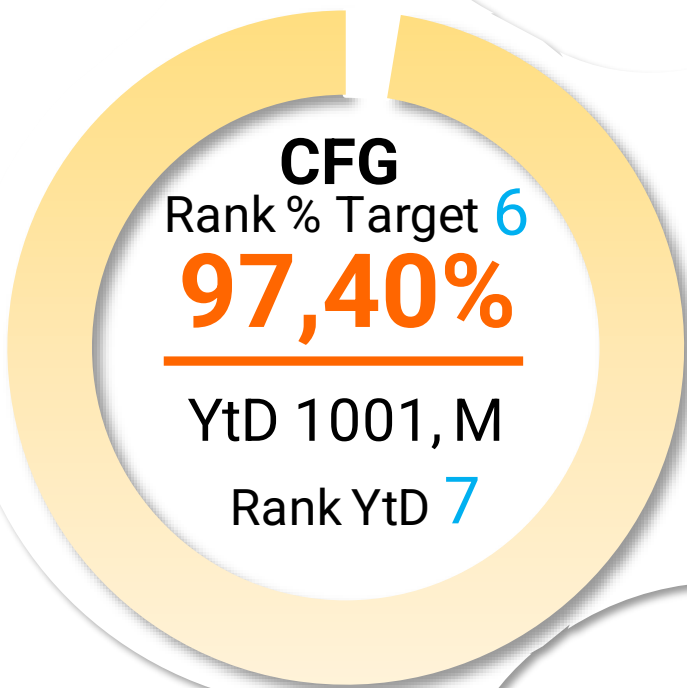 CFG
Rank % Target 6
97,40%
YtD 1001, M
Rank YtD 7